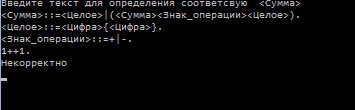 Введите текст для определения соответсвую  <Сумма>
<Сумма>::=<Целое>|(<Сумма><Знак_операции><Целое>).
<Целое>::=<Цифра>{<Цифра>}.
<Знак_операции>::=+|-.
1++1.
Некорректно